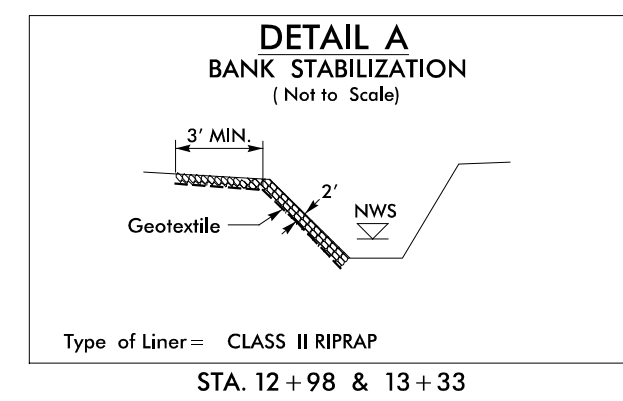 DETAIL A
BANK STABILIZATION
( Not to Scale)
3' MIN.
2'
NWS
Geotextile
Type of Liner = CLASS II RIPRAP
STA. 12+98 & 13+33